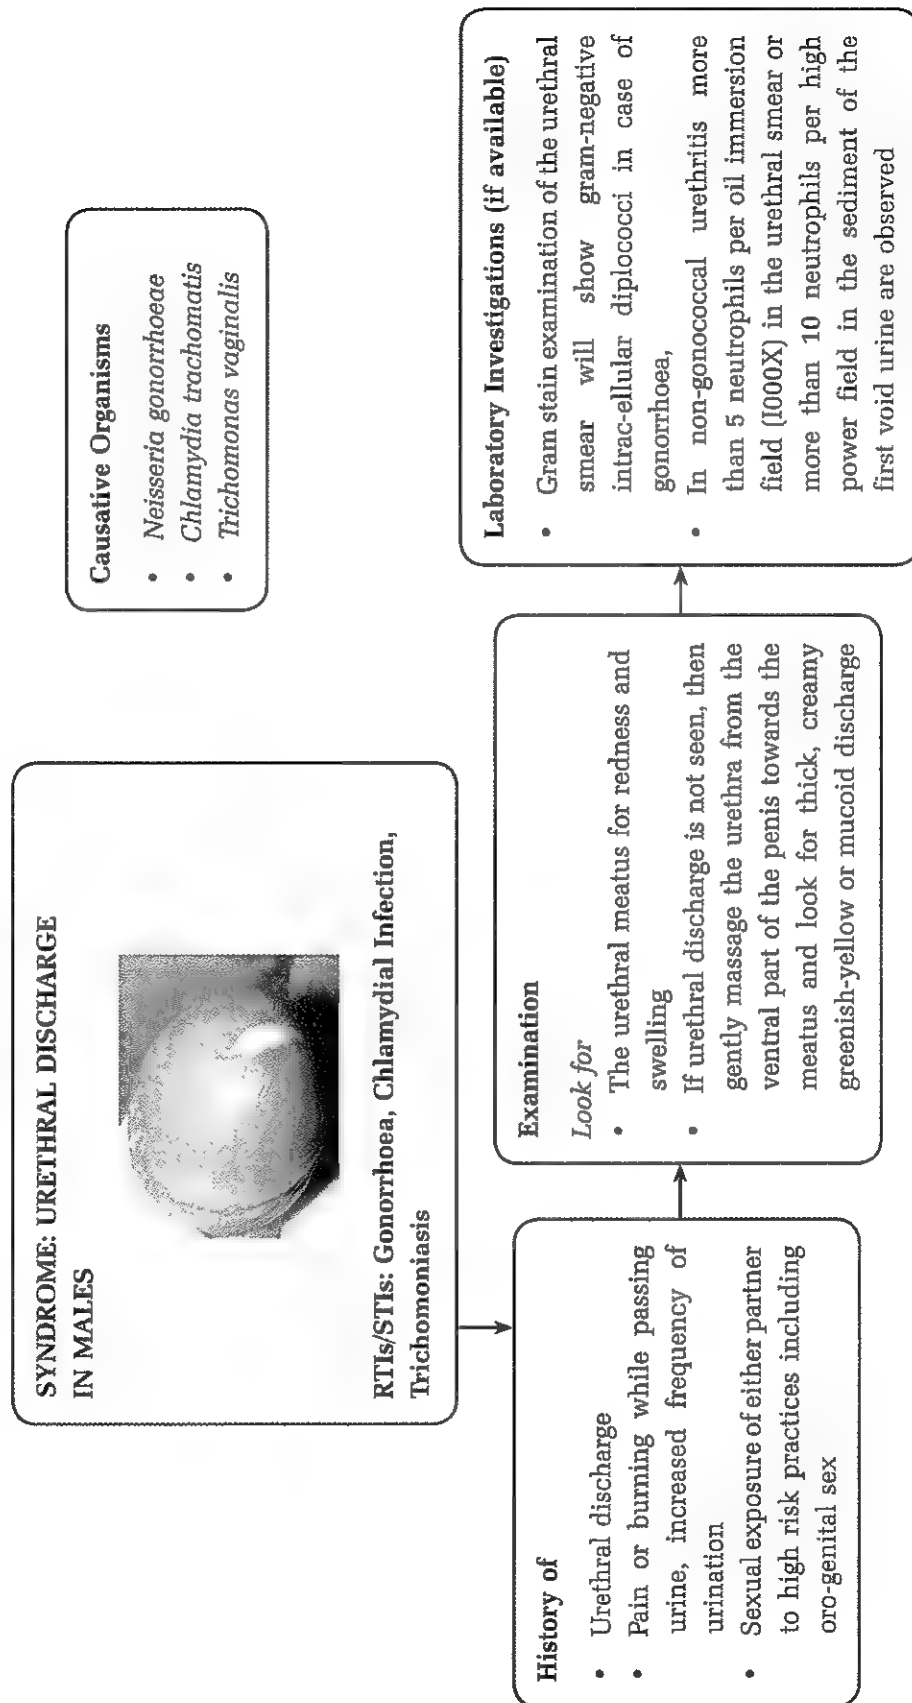 SYNDROME: URETHRAL DISCHARGE
IN MALES
RTIs/STIs: Gonorrhoea, Chlamydial Infection,
Trichomoniasis
Causative Organisms
• Neisseria gonorrhoeae
• Chlamydia trachomatis
• Trichomonas vaginalis
History of
• Urethral discharge
• Pain or burning while passing
urine, increased frequency of
urination
• Sexual exposure of either partner
to high risk practices including
oro-genital sex
Examination
Look for
• The urethral meatus for redness and
swelling
• If urethral discharge is not seen, then
gently massage the urethra from the
ventral part of the penis towards the
meatus and look for thick, creamy
greenish-yellow or mucoid discharge
Laboratory Investigations (if available)
• Gram stain examination of the urethral
smear will show gram-negative
intrac-ellular diplococci in case of
gonorrhoea,
• In non-gonococcal urethritis more
than 5 neutrophils per oil immersion
field (I000X) in the urethral smear or
more than 10 neutrophils per high
power field in the sediment of the
first void urine are observed